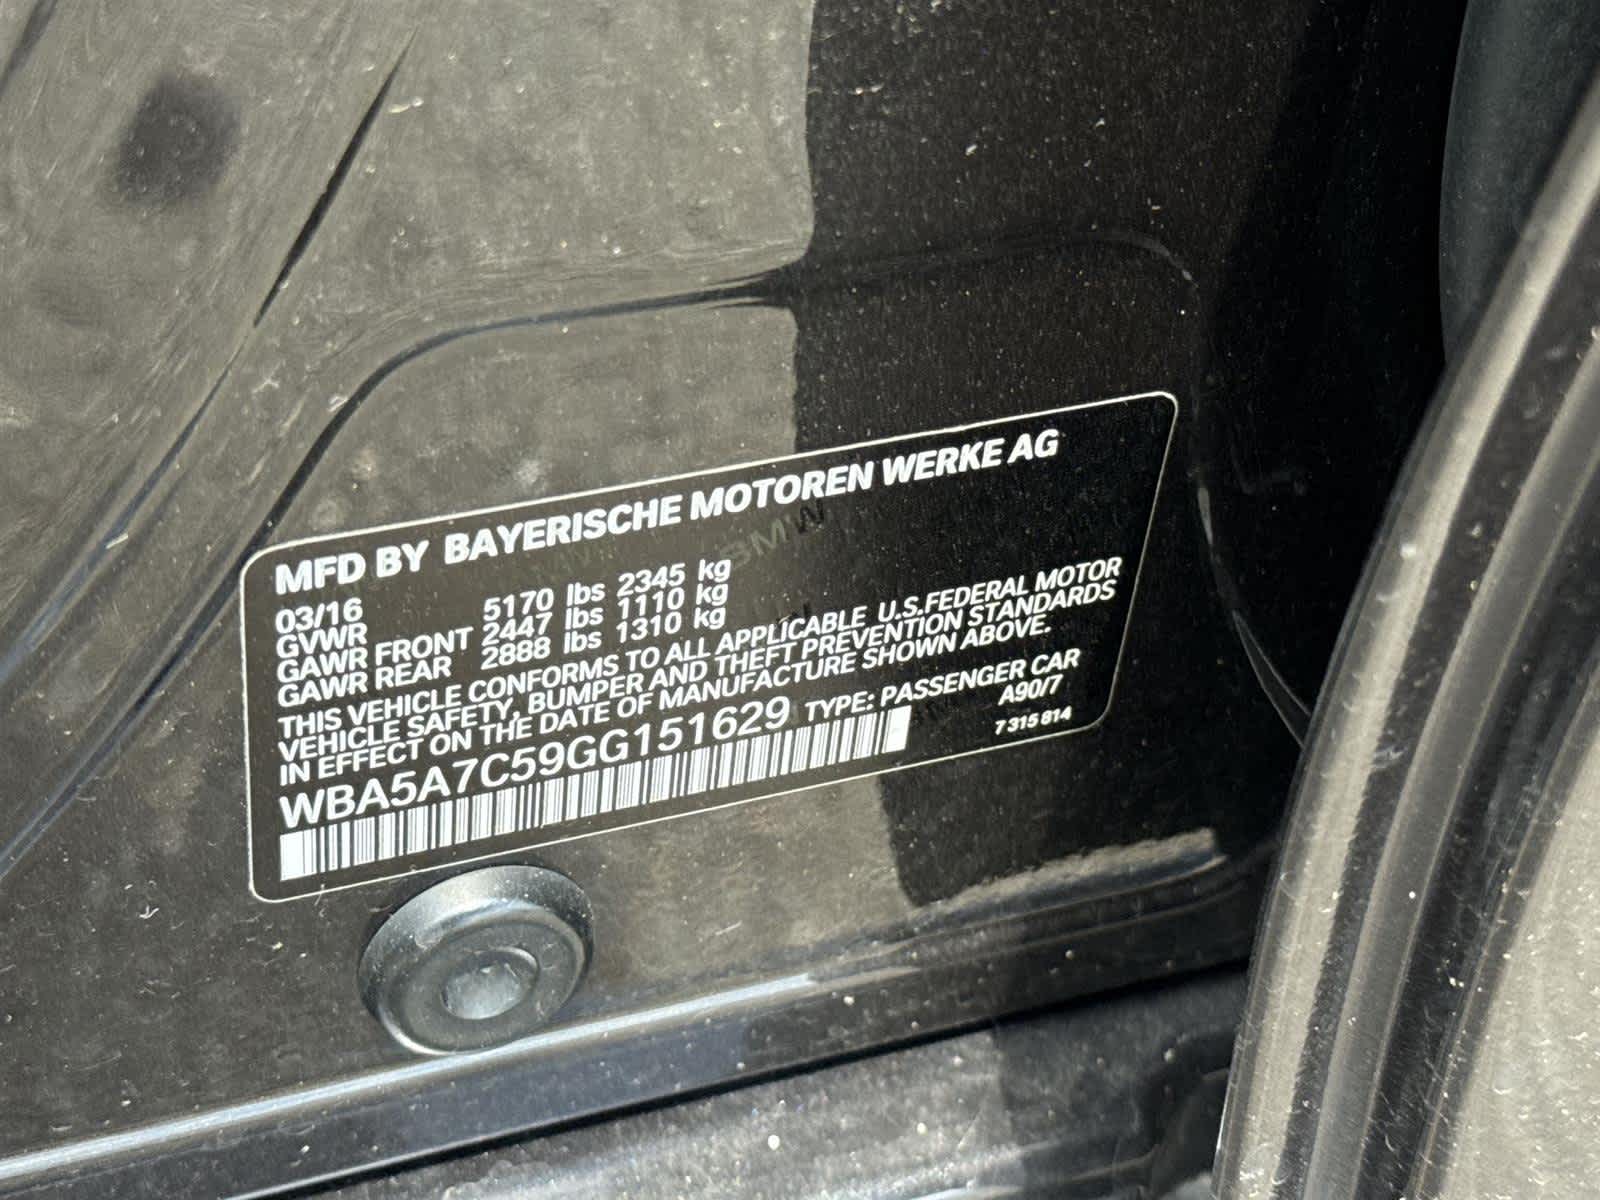 MFD BY BAYERISCHE MOTOREN WERKE AG
03/16
GVWR 5170 lbs 2345 kg
GAWR FRONT 2447 lbs 1110 kg
GAWR REAR 2888 lbs 1310 kg
THIS VEHICLE CONFORMS TO ALL APPLICABLE U.S.FEDERAL MOTOR
VEHICLE SAFETY, BUMPER AND THEFT PREVENTION STANDARDS
IN EFFECT ON THE DATE OF MANUFACTURE SHOWN ABOVE.
WBA5A7C59GG151629 TYPE: PASSENGER CAR
A90/7
7 315 814
BMW